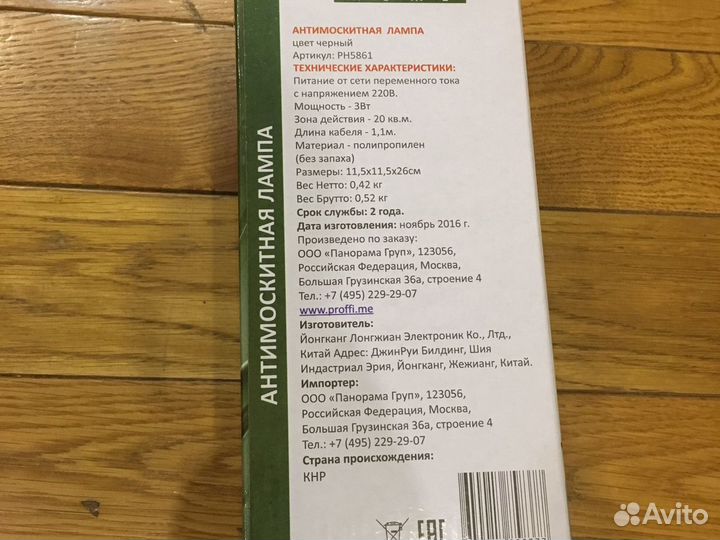 АНТИМОСКИТНАЯ ЛАМПА
цвет черный
Артикул: PH5861
ТЕХНИЧЕСКИЕ ХАРАКТЕРИСТИКИ:
Питание от сети переменного тока
с напряжением 220В.
Мощность - 3Вт
Зона действия - 20 кв.м.
Длина кабеля - 1,1м.
Материал - полипропилен
(без запаха)
Размеры: 11,5х11,5х26см
Вес Нетто: 0,42 кг
Вес Брутто: 0,52 кг
Срок службы: 2 года.
Дата изготовления: ноябрь 2016 г.
Произведено по заказу:
ООО «Панорама Груп», 123056,
Российская Федерация, Москва,
Большая Грузинский 36а, строение 4
Тел.: +7 (495) 229-29-07
www.proffi.me
Изготовитель:
Йонгканг Лонгжиан Электроник Ко., Лтд.,
Китай Адрес: ДжинРуи Билдинг, Шия
Индастриал Эрия, Йонгканг, Жежианг, Китай.
Импортер:
ООО «Панорама Груп», 123056,
Российская Федерация, Москва,
Большая Грузинская 36а, строение 4
Тел.: +7 (495) 229-29-07
Страна происхождения:
КНР
АНТИМОСКИТНАЯ ЛАМПА
EAC
Avito